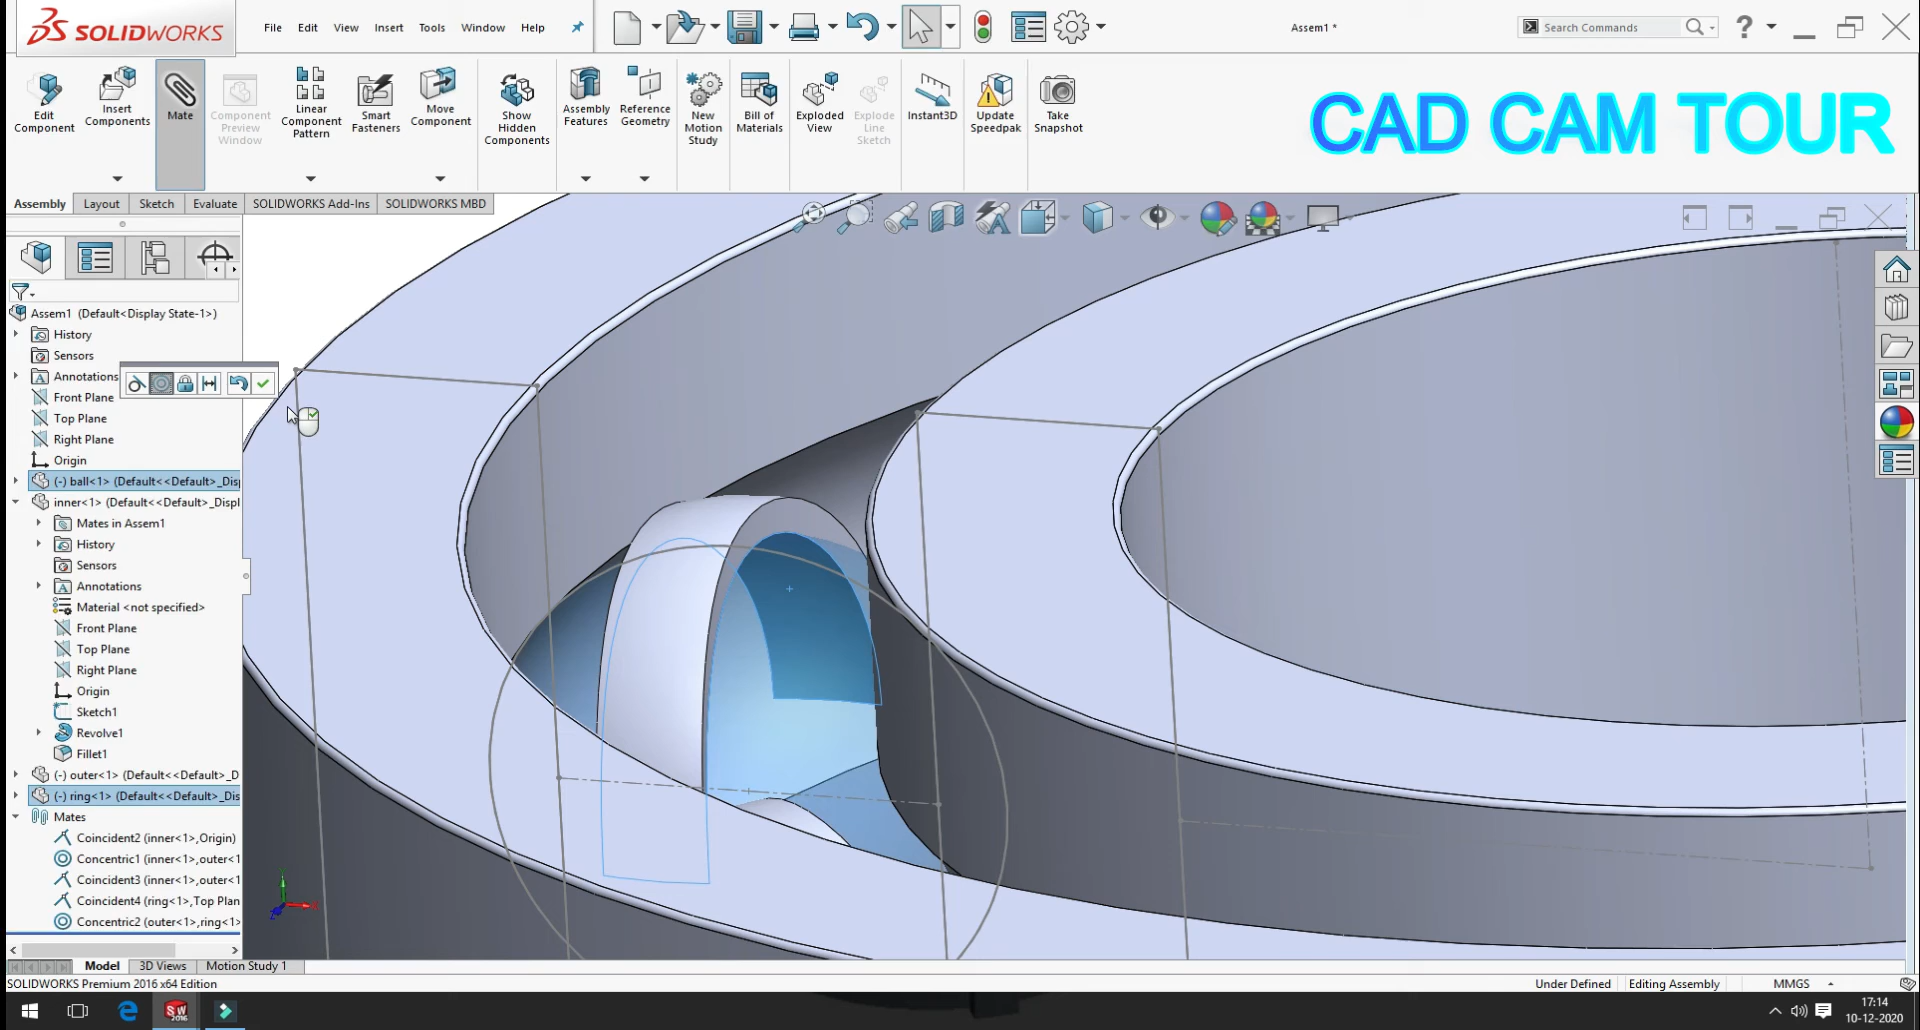 SOLIDWORKS
File Edit View Insert Tools Window Help
Assem1 *
Search Commands
Edit Component
Insert Components
Mate
Component Preview Window
Linear Component Pattern
Smart Fasteners
Move Component
Show Hidden Components
Assembly Features
Reference Geometry
New Motion Study
Bill of Materials
Exploded View
Explode Line Sketch
Instant3D
Update Speedpak
Take Snapshot
CAD CAM TOUR
Assembly Layout Sketch Evaluate SOLIDWORKS Add-Ins SOLIDWORKS MBD
Assem1 (Default<Display State-1>)
History
Sensors
Annotations
Front Plane
Top Plane
Right Plane
Origin
(-) ball<1> (Default<<Default>_Disp
inner<1> (Default<<Default>_Displ
Mates in Assem1
History
Sensors
Annotations
Material <not specified>
Front Plane
Top Plane
Right Plane
Origin
Sketch1
Revolve1
Fillet1
(-) outer<1> (Default<<Default>_D
(-) ring<1> (Default<<Default>_Dis
Mates
Coincident2 (inner<1>,Origin)
Concentric1 (inner<1>,outer<1
Coincident3 (inner<1>,outer<1
Coincident4 (ring<1>,Top Plan
Concentric2 (outer<1>,ring<1>
Model 3D Views Motion Study 1
SOLIDWORKS Premium 2016 x64 Edition
Under Defined Editing Assembly MMGS
SW 2016
17:14
10-12-2020